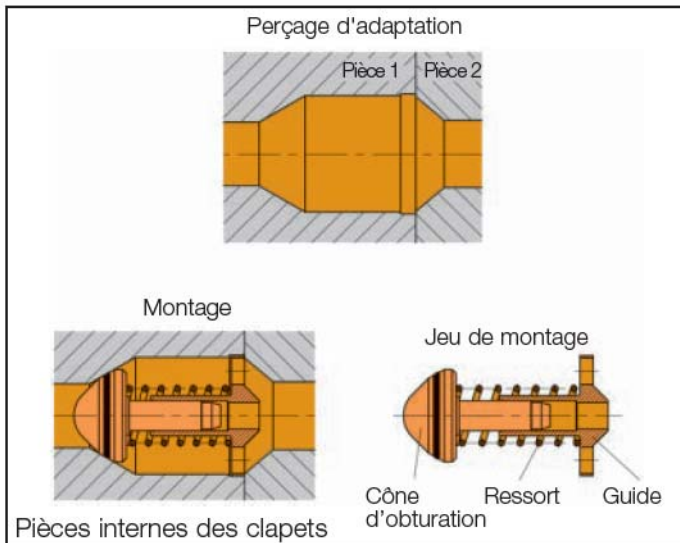 Perçage d'adaptation
Pièce 1 Pièce 2
Montage
Jeu de montage
Cône
d'obturation
Ressort
Guide
Pièces internes des clapets